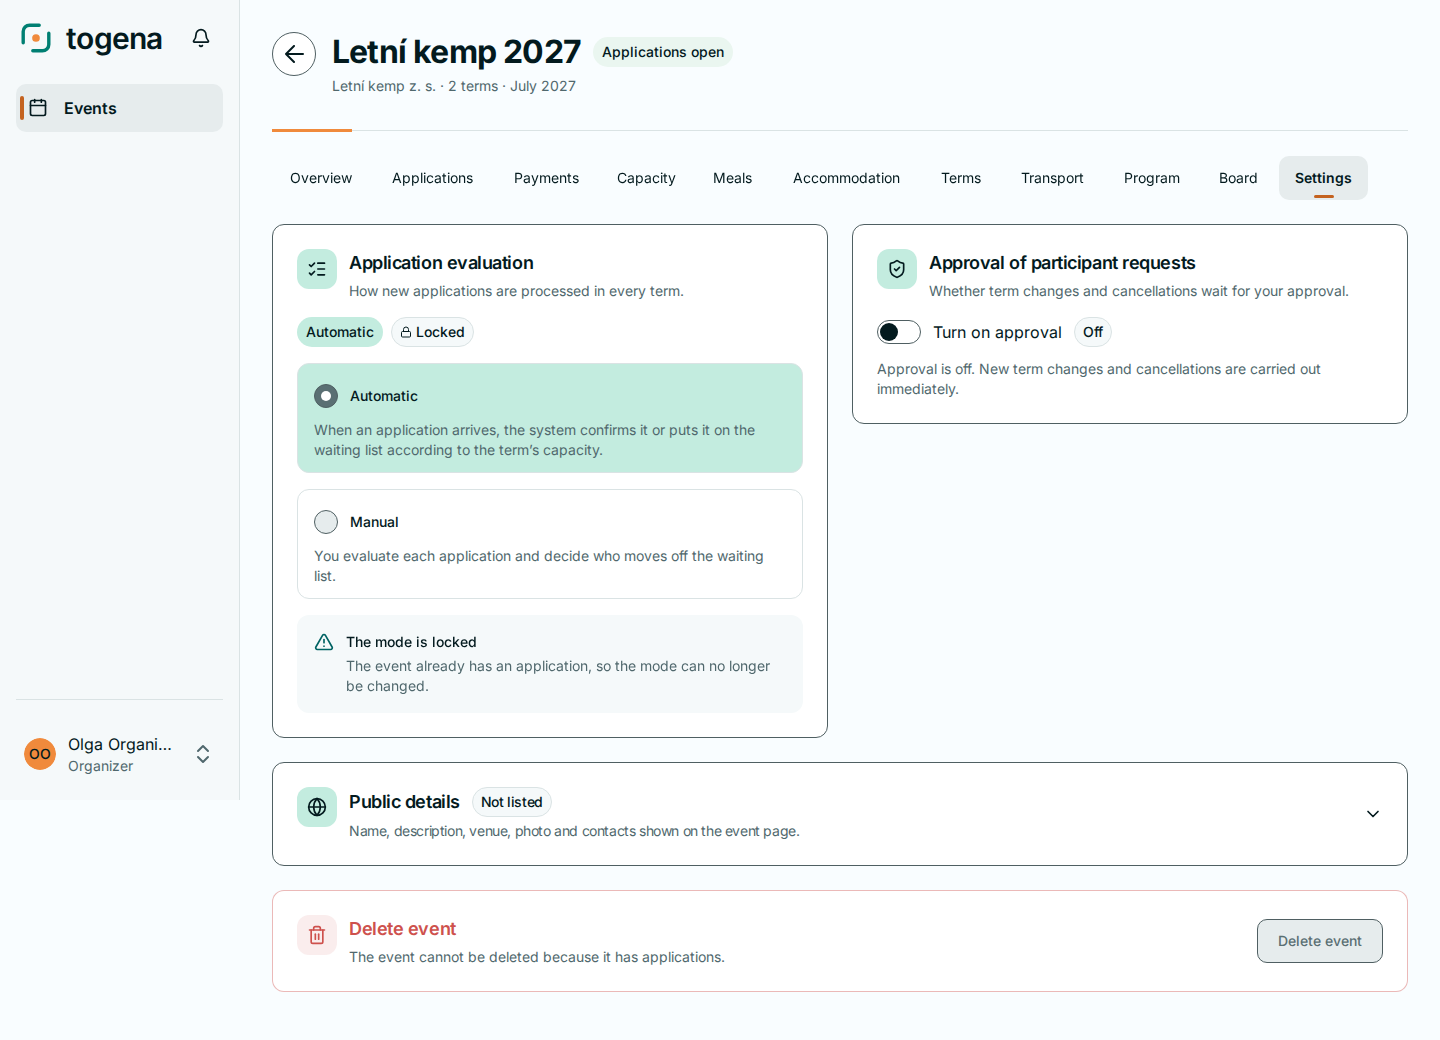 togena
Events
Olga Organi...
OO
Organizer
Letní kemp 2027
Applications open
Letní kemp z. s. · 2 terms · July 2027
Overview
Applications
Payments
Capacity
Meals
Accommodation
Terms
Transport
Program
Board
Settings
Application evaluation
How new applications are processed in every term.
Automatic
Locked
Automatic
When an application arrives, the system confirms it or puts it on the
waiting list according to the term’s capacity.
Manual
You evaluate each application and decide who moves off the waiting
list.
The mode is locked
The event already has an application, so the mode can no longer
be changed.
Approval of participant requests
Whether term changes and cancellations wait for your approval.
Turn on approval
Off
Approval is off. New term changes and cancellations are carried out
immediately.
Public details
Not listed
Name, description, venue, photo and contacts shown on the event page.
Delete event
The event cannot be deleted because it has applications.
Delete event